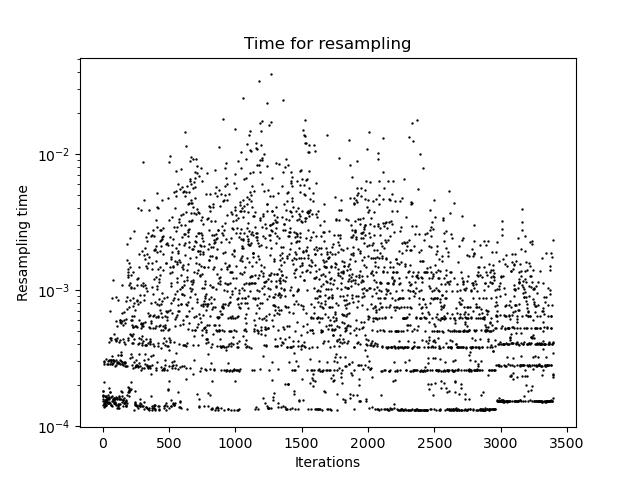 Time for resampling
Resampling time
10⁻²
10⁻³
10⁻⁴
0 500 1000 1500 2000 2500 3000 3500
Iterations